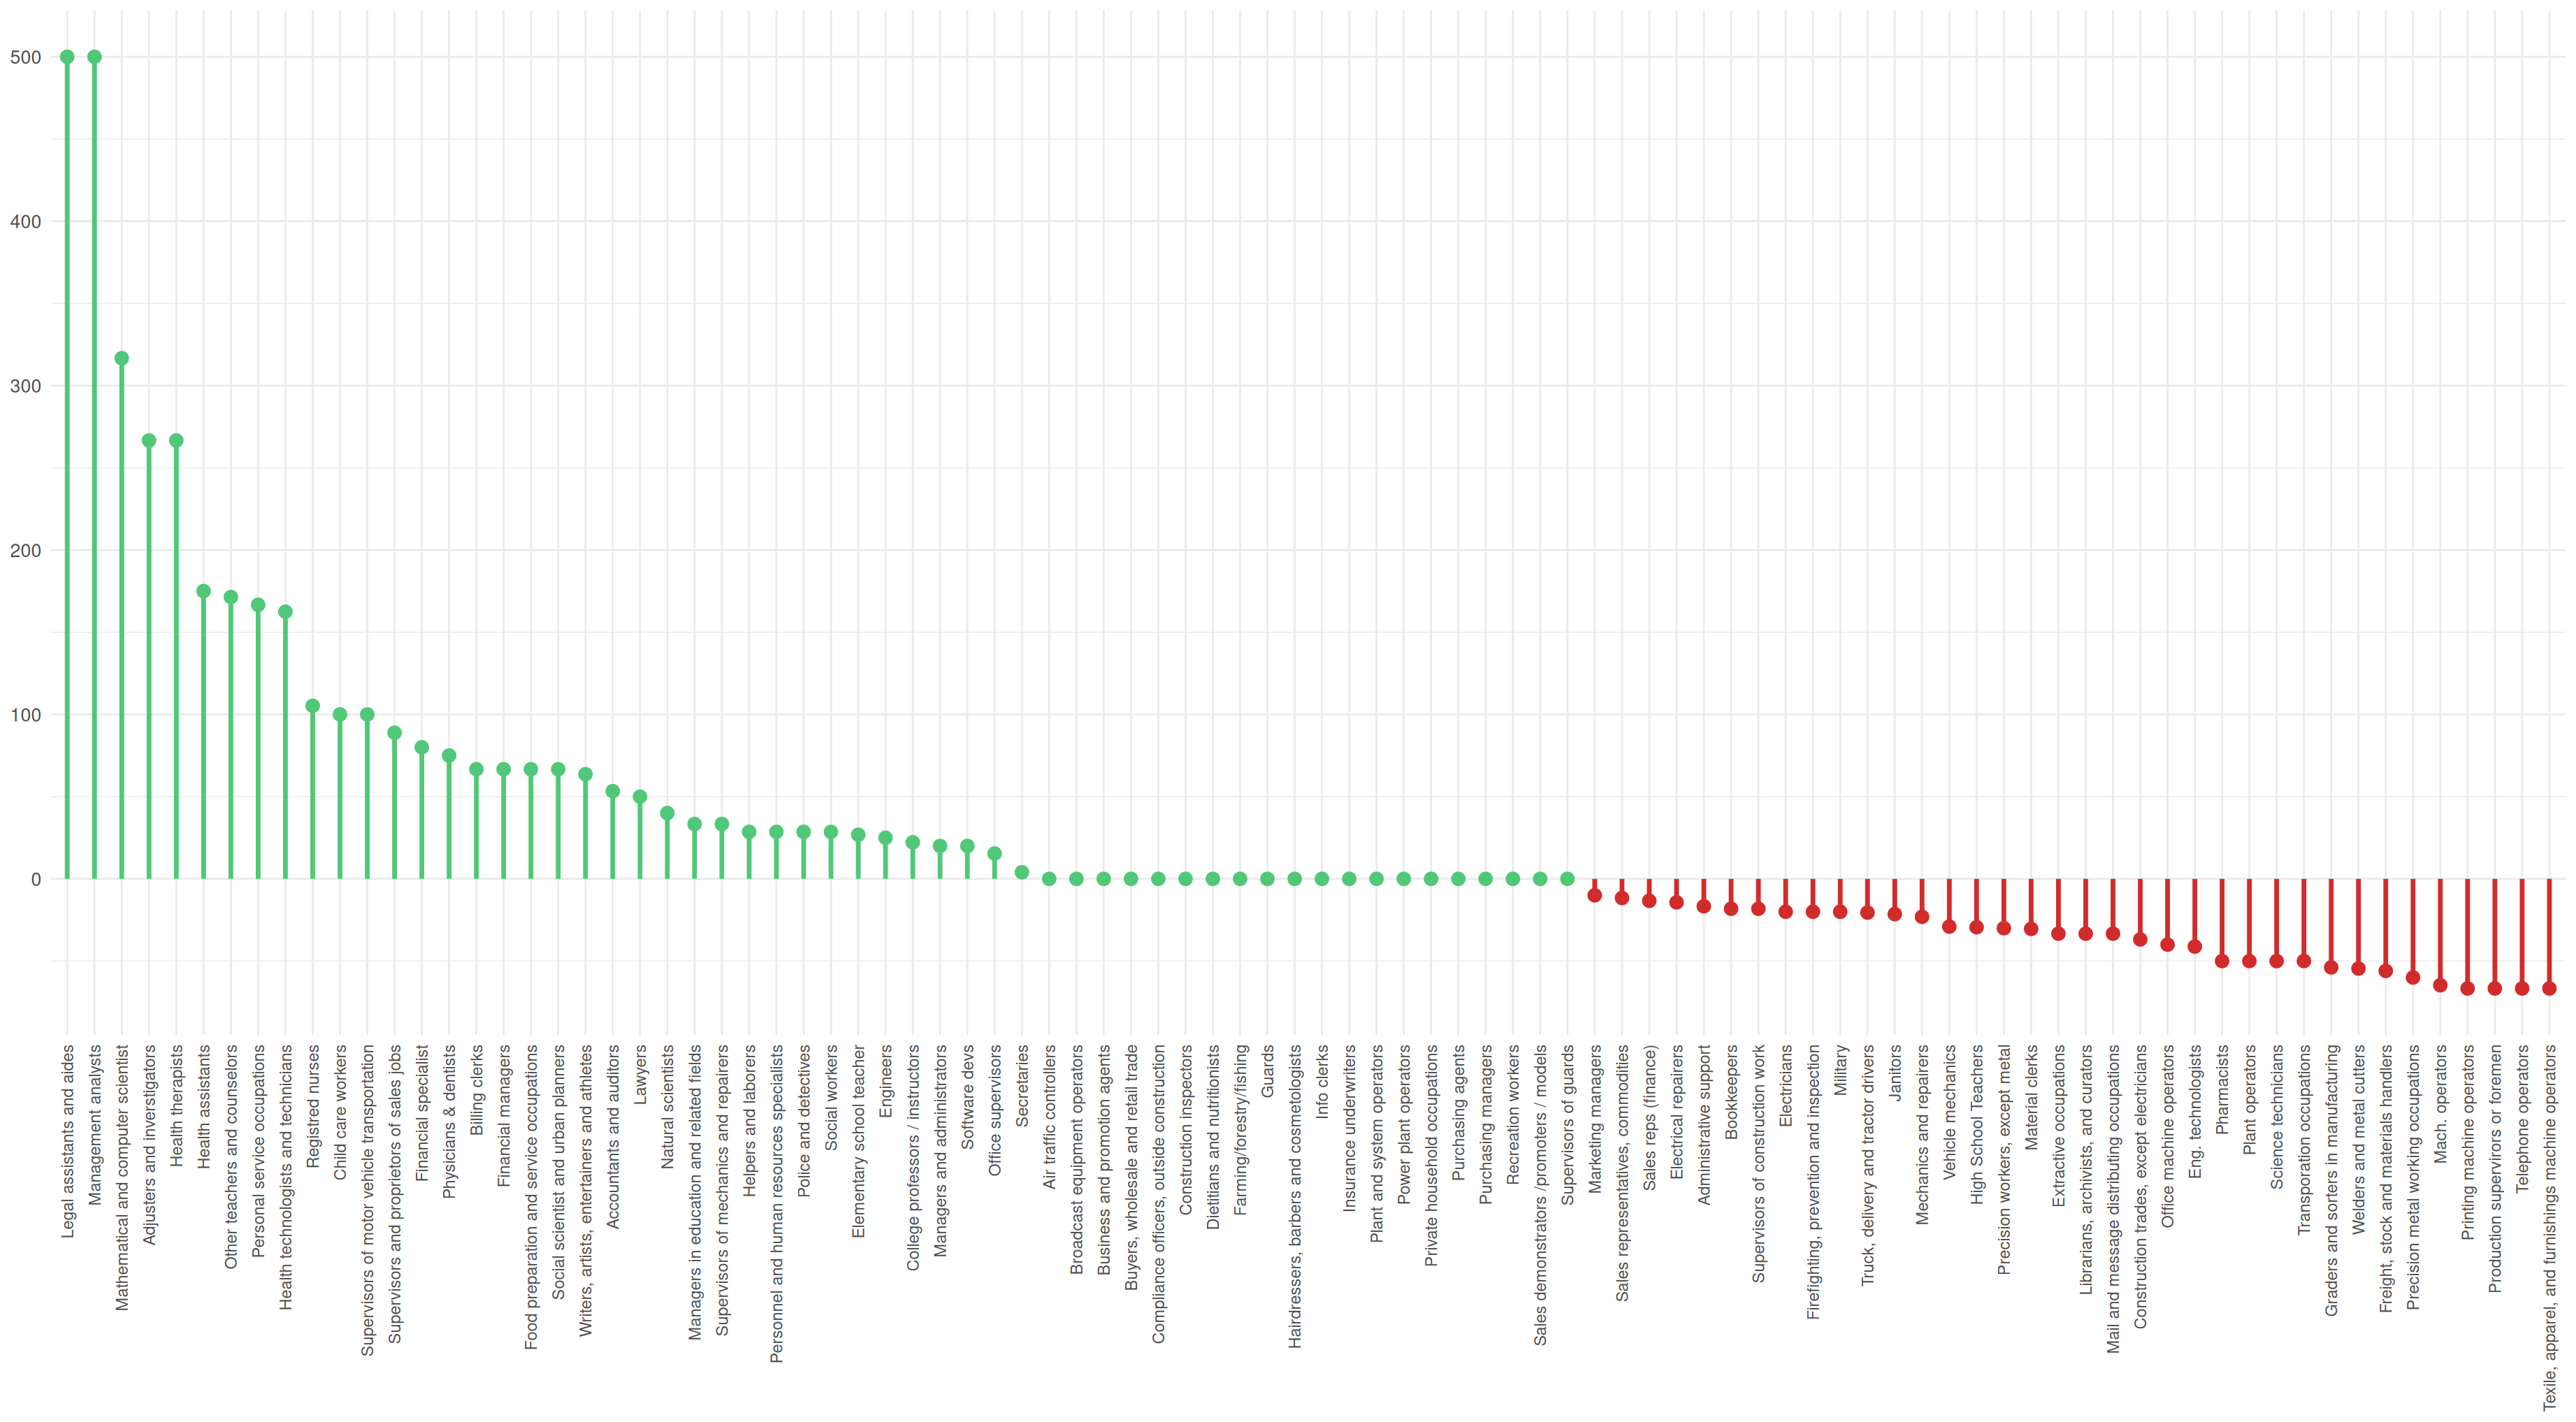 500
400
300
200
100
0
Legal assistants and aides
Management analysts
Mathematical and computer scientist
Adjusters and inverstigators
Health therapists
Health assistants
Other teachers and counselors
Personal service occupations
Health technologists and technicians
Registred nurses
Child care workers
Supervisors of motor vehicle transportation
Supervisors and proprietors of sales jobs
Financial specialist
Physicians & dentists
Billing clerks
Financial managers
Food preparation and service occupations
Social scientist and urban planners
Writers, artists, entertainers and athletes
Accountants and auditors
Lawyers
Natural scientists
Managers in education and related fields
Supervisors of mechanics and repairers
Helpers and laborers
Personnel and human resources specialists
Police and detectives
Social workers
Elementary school teacher
Engineers
College professors / instructors
Managers and administrators
Software devs
Office supervisors
Secretaries
Air traffic controllers
Broadcast equipment operators
Business and promotion agents
Buyers, wholesale and retail trade
Compliance officers, outside construction
Construction inspectors
Dietitians and nutritionists
Farming/forestry/fishing
Guards
Hairdressers, barbers and cosmetologists
Info clerks
Insurance underwriters
Plant and system operators
Power plant operators
Private household occupations
Purchasing agents
Purchasing managers
Recreation workers
Sales demonstrators /promoters / models
Supervisors of guards
Marketing managers
Sales representatives, commodities
Sales reps (finance)
Electrical repairers
Administrative support
Bookkeepers
Supervisors of construction work
Electricians
Firefighting, prevention and inspection
Military
Truck, delivery and tractor drivers
Janitors
Mechanics and repairers
Vehicle mechanics
High School Teachers
Precision workers, except metal
Material clerks
Extractive occupations
Librarians, archivists, and curators
Mail and message distributing occupations
Construction trades, except electricians
Office machine operators
Eng. technologists
Pharmacists
Plant operators
Science technicians
Transporation occupations
Graders and sorters in manufacturing
Welders and metal cutters
Freight, stock and materials handlers
Precision metal working occupations
Mach. operators
Printing machine operators
Production supervirors or foremen
Telephone operators
Texile, apparel, and furnishings machine operators